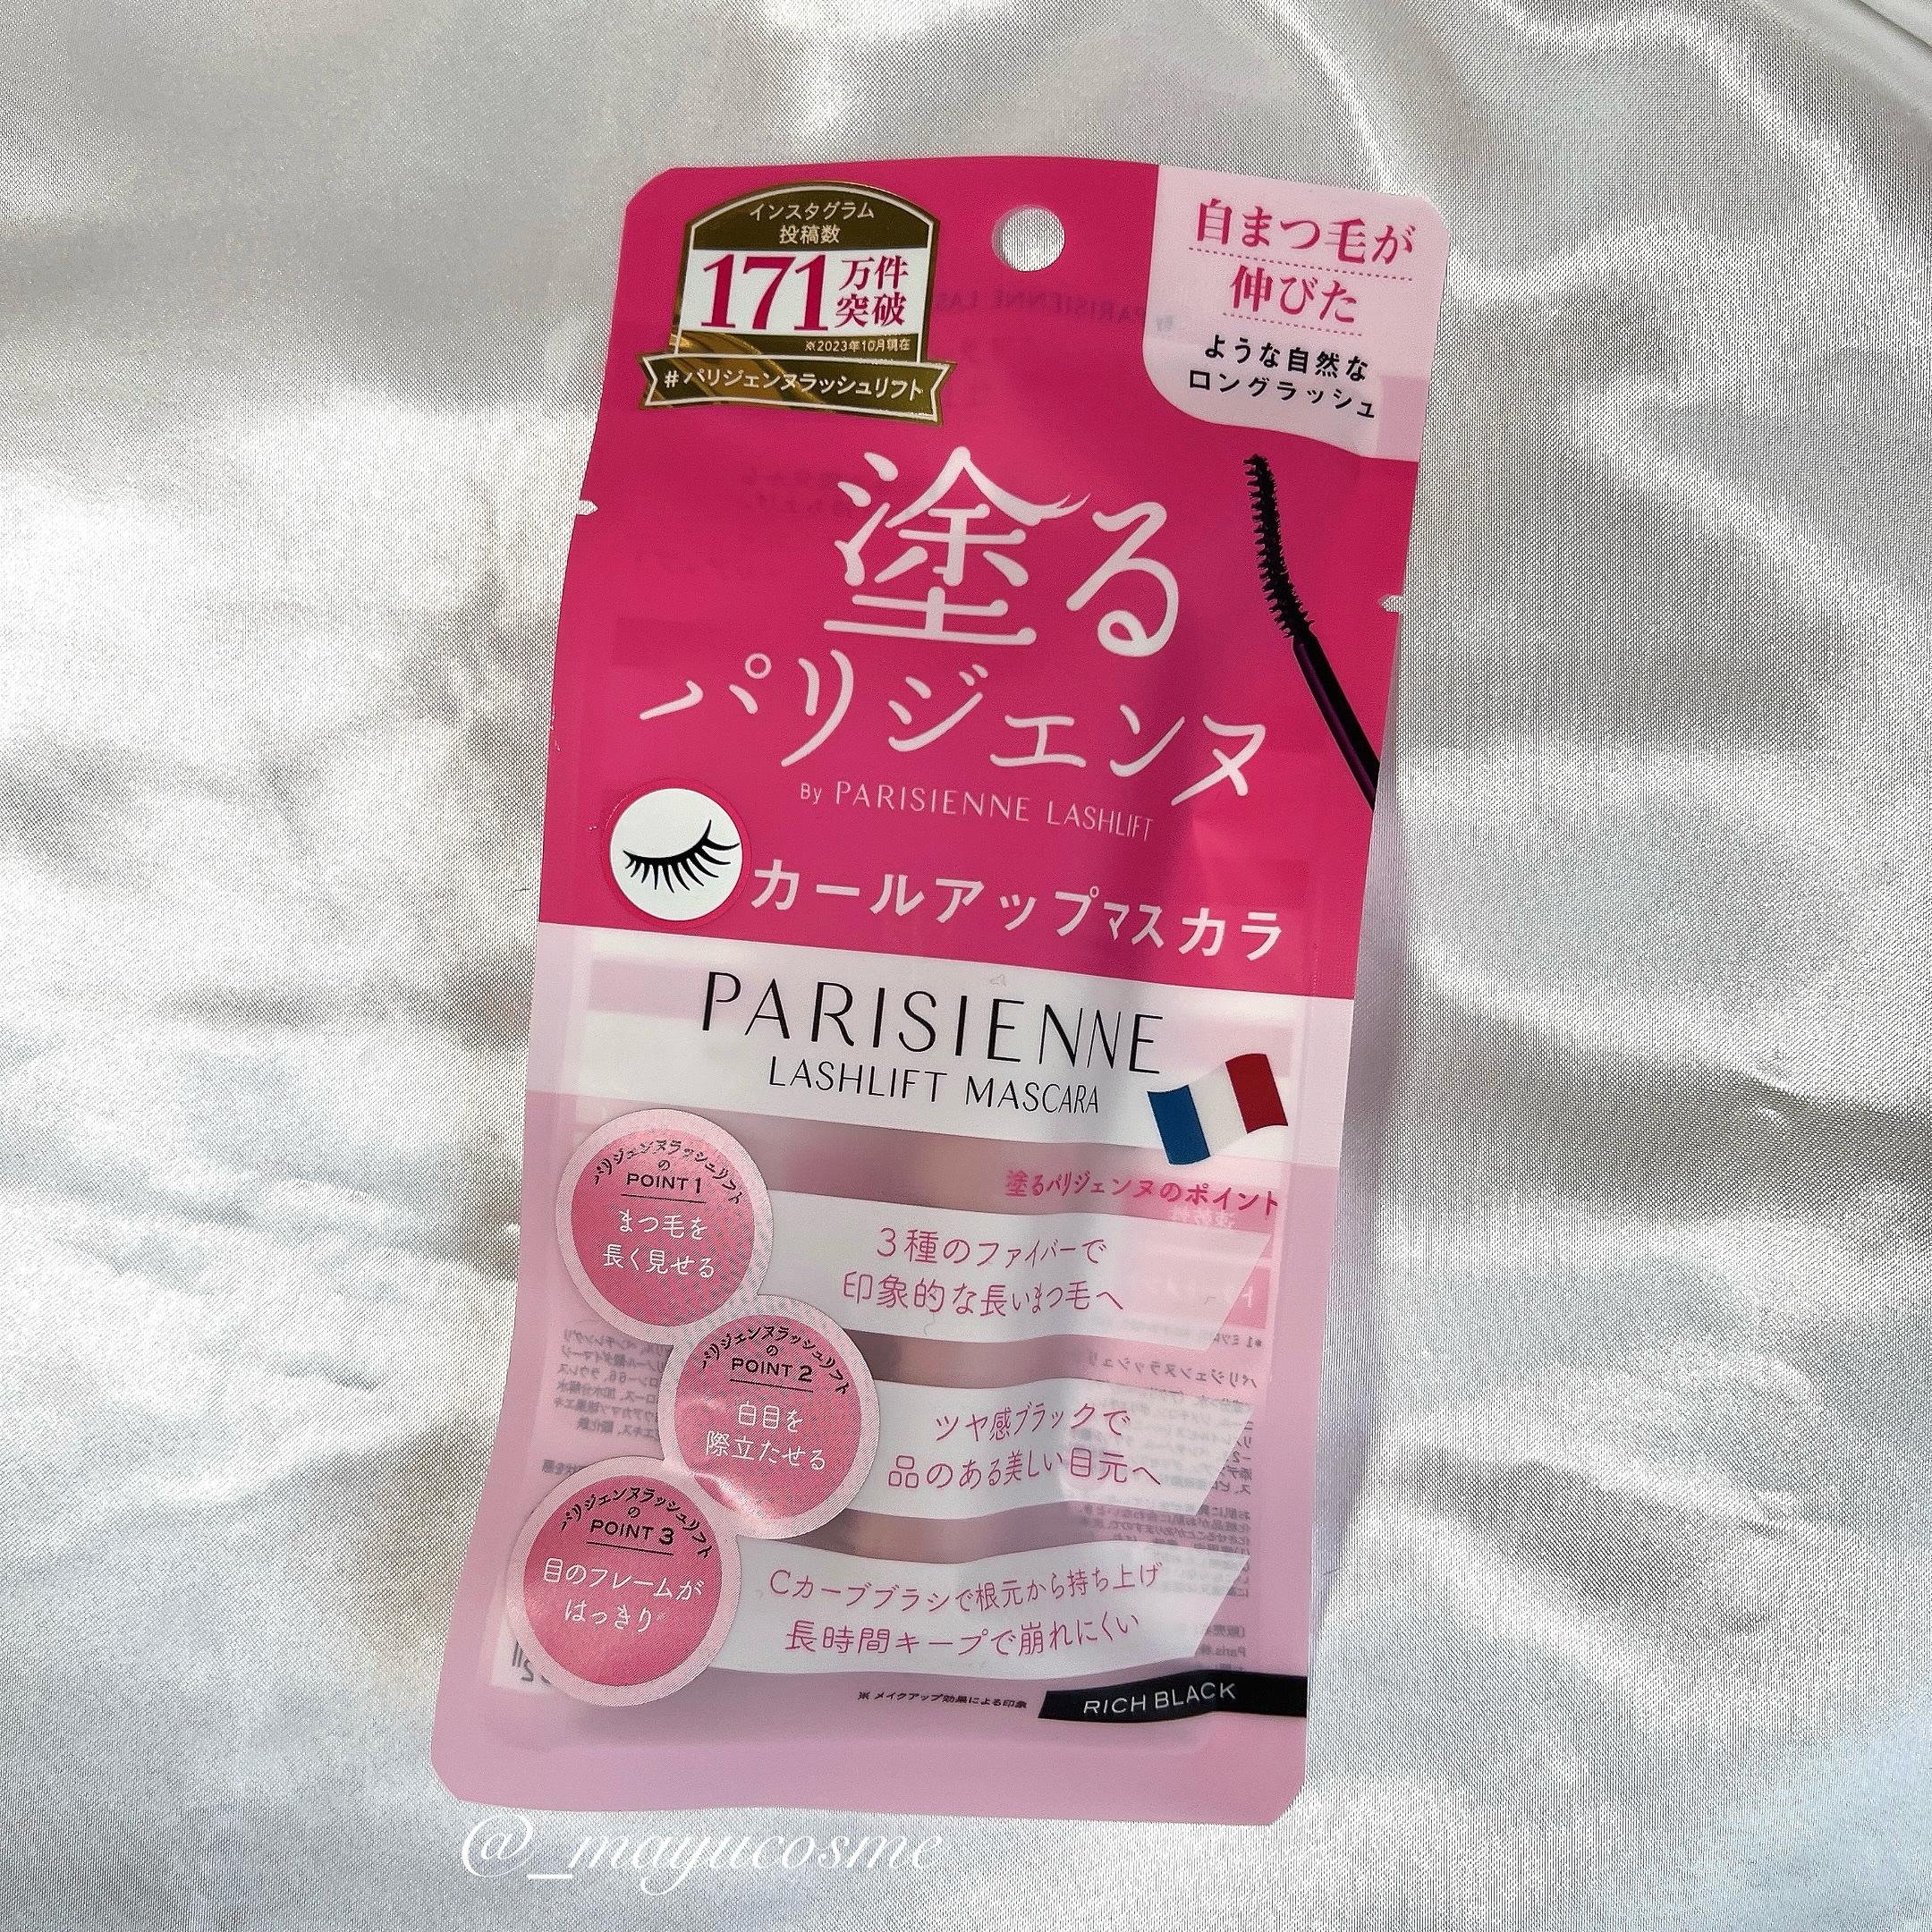 インスタグラム
投稿数
171万件
突破
※2023年10月現在
#パリジェンヌラッシュリフト
自まつ毛が
伸びた
ような自然な
ロングラッシュ
塗る
パリジェンヌ
By PARISIENNE LASHLIFT
カールアップマスカラ
PARISIENNE
LASHLIFT MASCARA
塗るパリジェンヌのポイント
パリジェンヌラッシュリフト
の
POINT 1
まつ毛を
長く見せる
3種のファイバーで
印象的な長いまつ毛へ
パリジェンヌラッシュリフト
の
POINT 2
白目を
際立たせる
ツヤ感ブラックで
品のある美しい目元へ
パリジェンヌラッシュリフト
の
POINT 3
目のフレームが
はっきり※
Cカーブブラシで根元から持ち上げ
長時間キープで崩れにくい
※ メイクアップ効果による印象
RICH BLACK
@_mayucosme